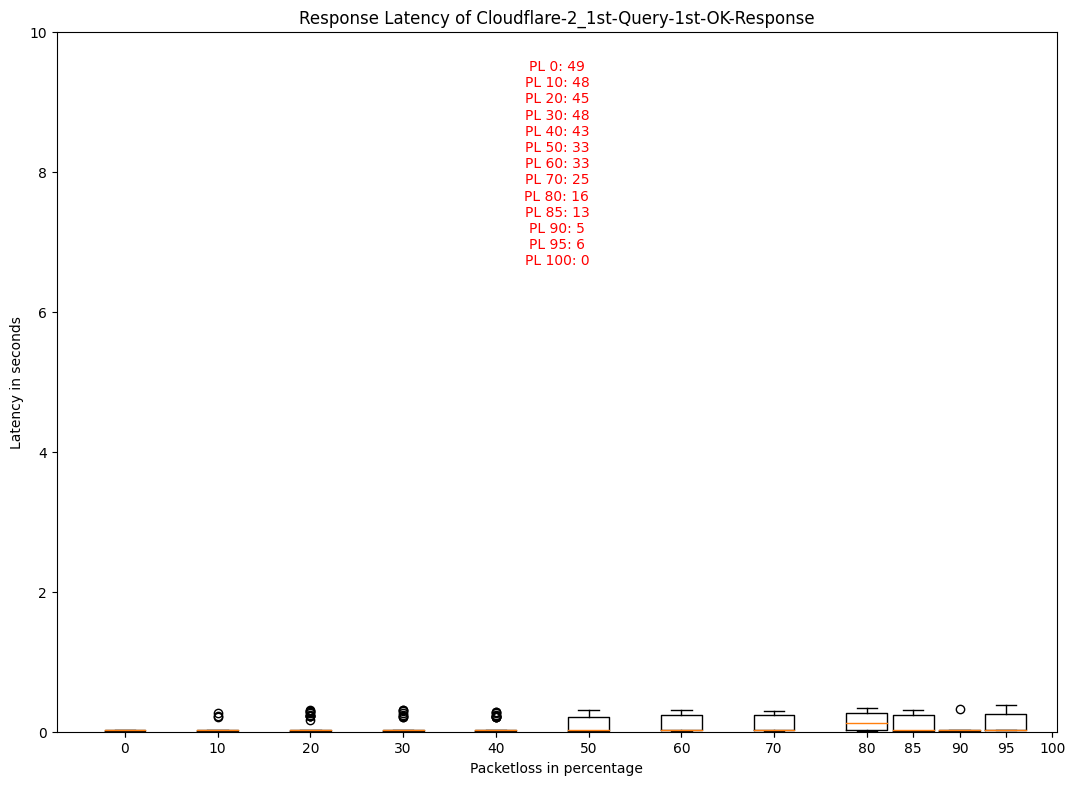 Response Latency of Cloudflare-2_1st-Query-1st-OK-Response
10
8
6
4
2
0
Latency in seconds
PL 0: 49
PL 10: 48
PL 20: 45
PL 30: 48
PL 40: 43
PL 50: 33
PL 60: 33
PL 70: 25
PL 80: 16
PL 85: 13
PL 90: 5
PL 95: 6
PL 100: 0
0 10 20 30 40 50 60 70 80 85 90 95 100
Packetloss in percentage